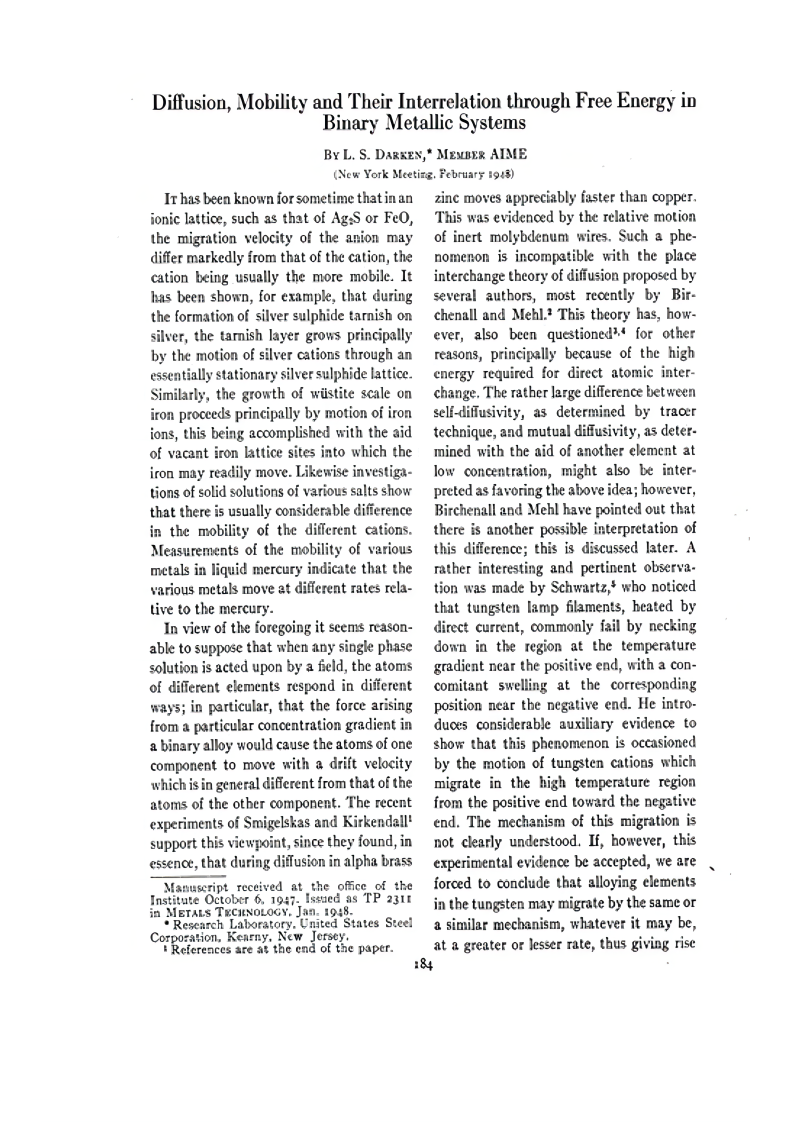 Diffusion, Mobility and Their Interrelation through Free Energy in
Binary Metallic Systems
BY L. S. DARKEN,* MEMBER AIME
(New York Meeting, February 1948)
IT has been known for sometime that in an
ionic lattice, such as that of Ag₂S or FeO,
the migration velocity of the anion may
differ markedly from that of the cation, the
cation being usually the more mobile. It
has been shown, for example, that during
the formation of silver sulphide tarnish on
silver, the tarnish layer grows principally
by the motion of silver cations through an
essentially stationary silver sulphide lattice.
Similarly, the growth of wüstite scale on
iron proceeds principally by motion of iron
ions, this being accomplished with the aid
of vacant iron lattice sites into which the
iron may readily move. Likewise investiga-
tions of solid solutions of various salts show
that there is usually considerable difference
in the mobility of the different cations.
Measurements of the mobility of various
metals in liquid mercury indicate that the
various metals move at different rates rela-
tive to the mercury.
In view of the foregoing it seems reason-
able to suppose that when any single phase
solution is acted upon by a field, the atoms
of different elements respond in different
ways; in particular, that the force arising
from a particular concentration gradient in
a binary alloy would cause the atoms of one
component to move with a drift velocity
which is in general different from that of the
atoms of the other component. The recent
experiments of Smigelskas and Kirkendall¹
support this viewpoint, since they found, in
essence, that during diffusion in alpha brass
Manuscript received at the office of the
Institute October 6, 1947. Issued as TP 2311
in METALS TECHNOLOGY, Jan. 1948.
* Research Laboratory, United States Steel
Corporation, Kearny, New Jersey.
¹ References are at the end of the paper.
zinc moves appreciably faster than copper.
This was evidenced by the relative motion
of inert molybdenum wires. Such a phe-
nomenon is incompatible with the place
interchange theory of diffusion proposed by
several authors, most recently by Bir-
chenall and Mehl.² This theory has, how-
ever, also been questioned³,⁴ for other
reasons, principally because of the high
energy required for direct atomic inter-
change. The rather large difference between
self-diffusivity, as determined by tracer
technique, and mutual diffusivity, as deter-
mined with the aid of another element at
low concentration, might also be inter-
preted as favoring the above idea; however,
Birchenall and Mehl have pointed out that
there is another possible interpretation of
this difference; this is discussed later. A
rather interesting and pertinent observa-
tion was made by Schwartz,⁵ who noticed
that tungsten lamp filaments, heated by
direct current, commonly fail by necking
down in the region at the temperature
gradient near the positive end, with a con-
comitant swelling at the corresponding
position near the negative end. He intro-
duces considerable auxiliary evidence to
show that this phenomenon is occasioned
by the motion of tungsten cations which
migrate in the high temperature region
from the positive end toward the negative
end. The mechanism of this migration is
not clearly understood. If, however, this
experimental evidence be accepted, we are
forced to conclude that alloying elements
in the tungsten may migrate by the same or
a similar mechanism, whatever it may be,
at a greater or lesser rate, thus giving rise
184